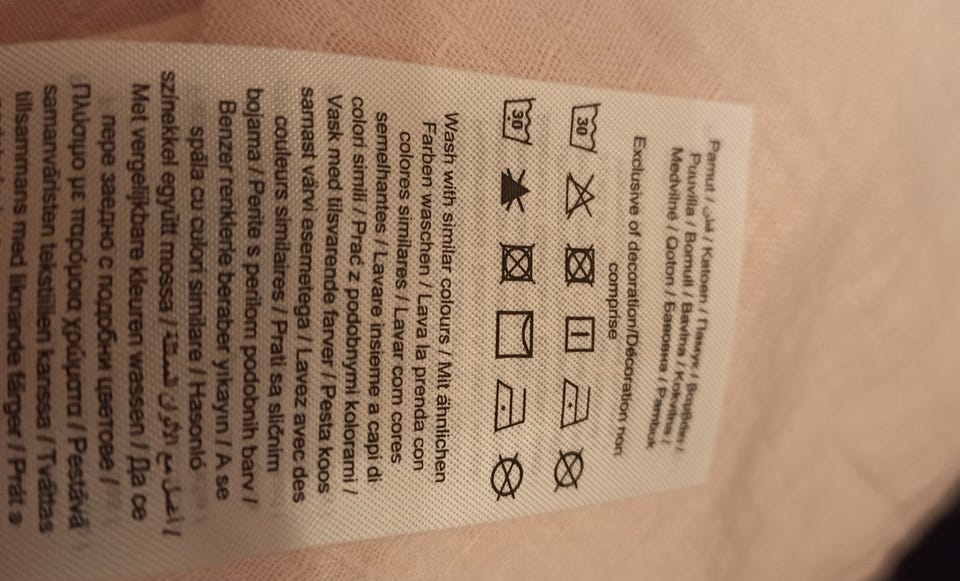 Pamut / قطن / Katoen / Памук / Βαμβάκι /
Puuvilla / Bomull / Bavlna / Kokvilna /
Medvilnė / Qoton / Бавовна / Pambuk
Exclusive of decoration/Décoration non
comprise
30
30
Wash with similar colours / Mit ähnlichen
Farben waschen / Lava la prenda con
colores similares / Lavar com cores
semelhantes / Lavare insieme a capi di
colori simili / Prać z podobnymi kolorami /
Vask med tilsvarende farver / Pesta koos
samast värvi esemetega / Lavez avec des
couleurs similaires / Prati sa sličnim
bojama / Perite s perilom podobnih barv /
Benzer renklerle beraber yıkayın / A se
spăla cu culori similare / Hasonló
színekkel együtt mossa / اغسل مع الألوان /
Met vergelijkbare kleuren wassen / Да се
пере заедно с подобни цветове /
Πλύσιμο με παρόμοια χρώματα / Pestävä
samanväristen tekstiilien kanssa / Tvättas
tillsammans med liknande färger / Prát s